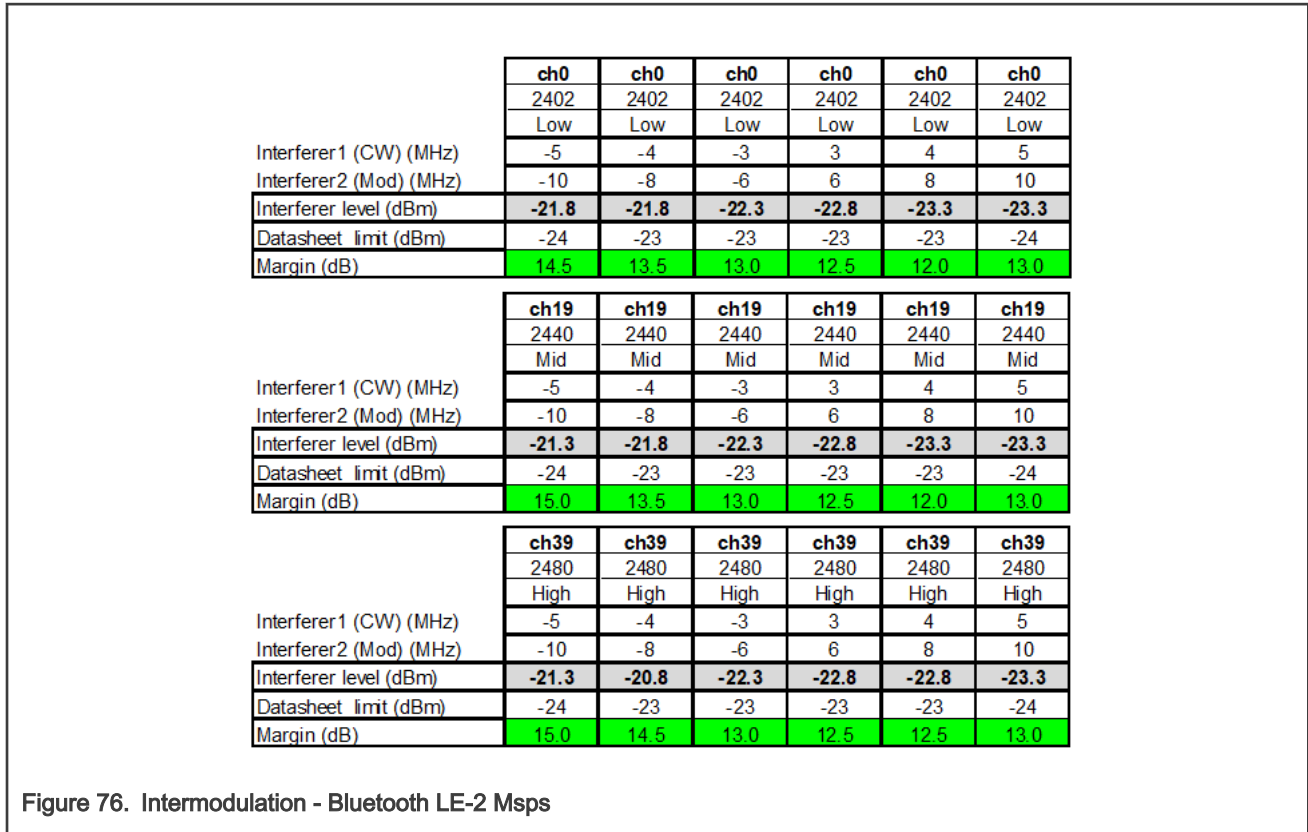 ch0 ch0 ch0 ch0 ch0 ch0
2402 2402 2402 2402 2402 2402
Low Low Low Low Low Low
Interferer1 (CW) (MHz) -5 -4 -3 3 4 5
Interferer2 (Mod) (MHz) -10 -8 -6 6 8 10
Interferer level (dBm) -21.8 -21.8 -22.3 -22.8 -23.3 -23.3
Datasheet limit (dBm) -24 -23 -23 -23 -23 -24
Margin (dB) 14.5 13.5 13.0 12.5 12.0 13.0
ch19 ch19 ch19 ch19 ch19 ch19
2440 2440 2440 2440 2440 2440
Mid Mid Mid Mid Mid Mid
Interferer1 (CW) (MHz) -5 -4 -3 3 4 5
Interferer2 (Mod) (MHz) -10 -8 -6 6 8 10
Interferer level (dBm) -21.3 -21.8 -22.3 -22.8 -23.3 -23.3
Datasheet limit (dBm) -24 -23 -23 -23 -23 -24
Margin (dB) 15.0 13.5 13.0 12.5 12.0 13.0
ch39 ch39 ch39 ch39 ch39 ch39
2480 2480 2480 2480 2480 2480
High High High High High High
Interferer1 (CW) (MHz) -5 -4 -3 3 4 5
Interferer2 (Mod) (MHz) -10 -8 -6 6 8 10
Interferer level (dBm) -21.3 -20.8 -22.3 -22.8 -22.8 -23.3
Datasheet limit (dBm) -24 -23 -23 -23 -23 -24
Margin (dB) 15.0 14.5 13.0 12.5 12.5 13.0
Figure 76. Intermodulation - Bluetooth LE-2 Msps